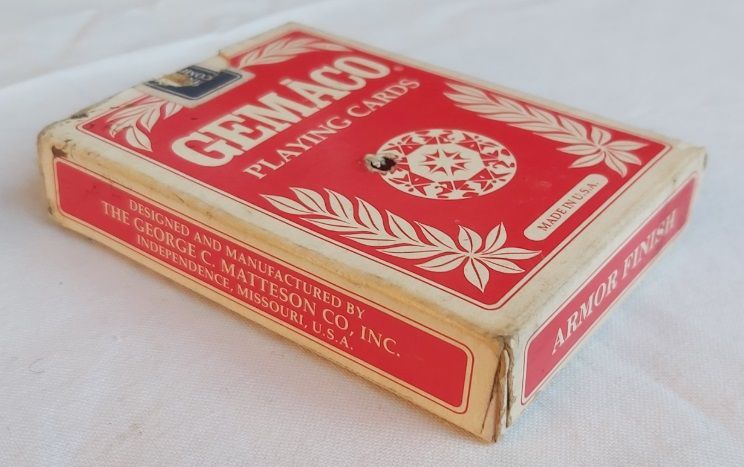 GEMACO®
PLAYING CARDS
MADE IN U.S.A.
DESIGNED AND MANUFACTURED BY
THE GEORGE C. MATTESON CO, INC.
INDEPENDENCE, MISSOURI, U.S.A.
ARMOR FINISH